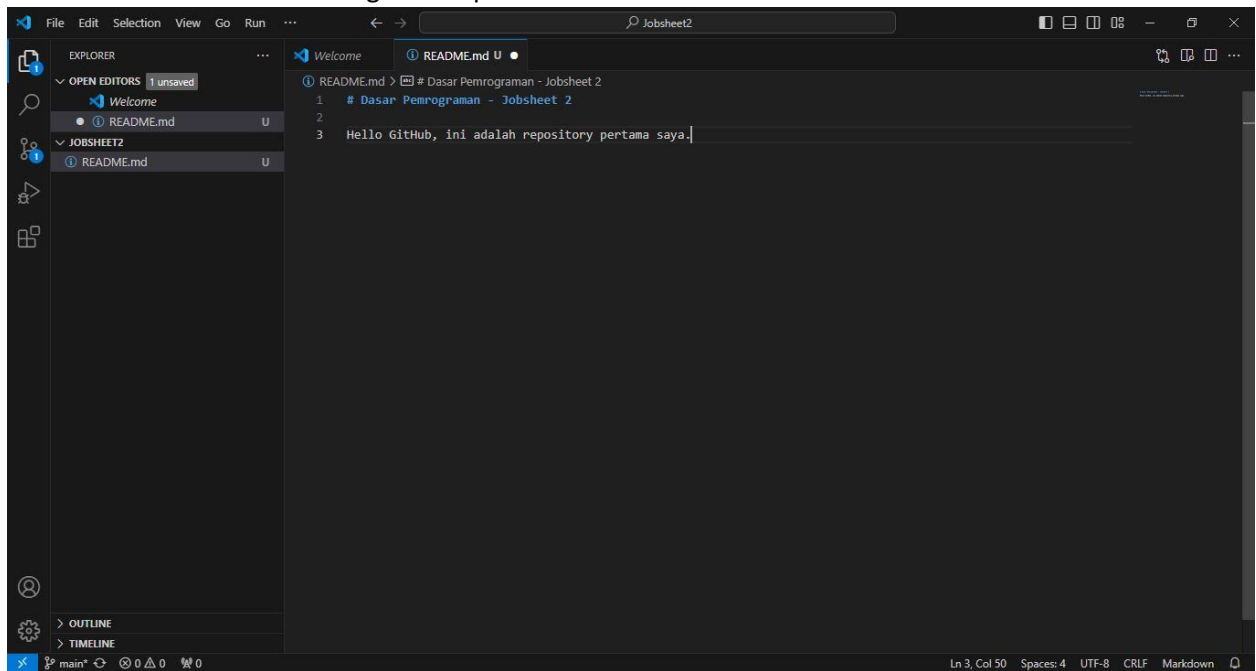 File Edit Selection View Go Run ... Jobsheet2
EXPLORER ...
Welcome
README.md U
OPEN EDITORS 1 unsaved
README.md > # Dasar Pemrograman - Jobsheet 2
Welcome
1 # Dasar Pemrograman - Jobsheet 2
README.md U
2
JOBSHEET2
3 Hello GitHub, ini adalah repository pertama saya.
README.md U
1
1
OUTLINE
TIMELINE
main* 0 0 0 Ln 3, Col 50 Spaces: 4 UTF-8 CRLF Markdown